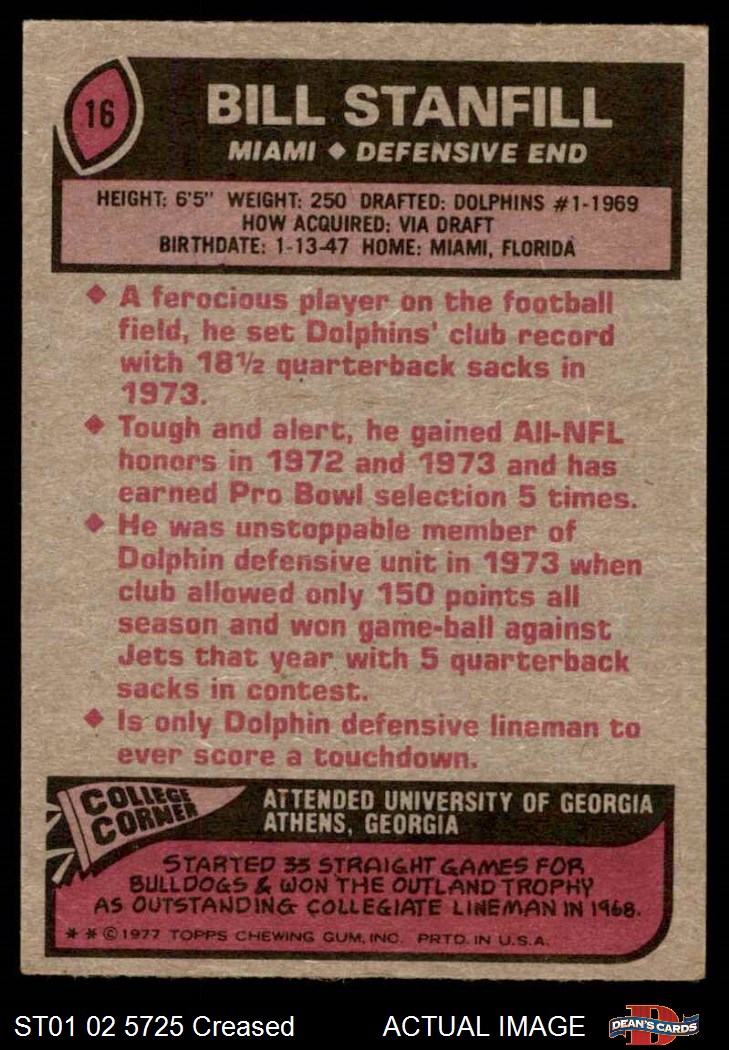 16
BILL STANFILL
MIAMI ◆ DEFENSIVE END
HEIGHT: 6'5" WEIGHT: 250 DRAFTED: DOLPHINS #1-1969
HOW ACQUIRED: VIA DRAFT
BIRTHDATE: 1-13-47 HOME: MIAMI, FLORIDA
◆ A ferocious player on the football
field, he set Dolphins' club record
with 18½ quarterback sacks in
1973.
◆ Tough and alert, he gained All-NFL
honors in 1972 and 1973 and has
earned Pro Bowl selection 5 times.
◆ He was unstoppable member of
Dolphin defensive unit in 1973 when
club allowed only 150 points all
season and won game-ball against
Jets that year with 5 quarterback
sacks in contest.
◆ Is only Dolphin defensive lineman to
ever score a touchdown.
COLLEGE
CORNER
ATTENDED UNIVERSITY OF GEORGIA
ATHENS, GEORGIA
STARTED 35 STRAIGHT GAMES FOR
BULLDOGS & WON THE OUTLAND TROPHY
AS OUTSTANDING COLLEGIATE LINEMAN IN 1968.
* * © 1977 TOPPS CHEWING GUM, INC. PRTD. IN U.S.A.
ST01 02 5725 Creased
ACTUAL IMAGE
D
DEAN'S CARDS